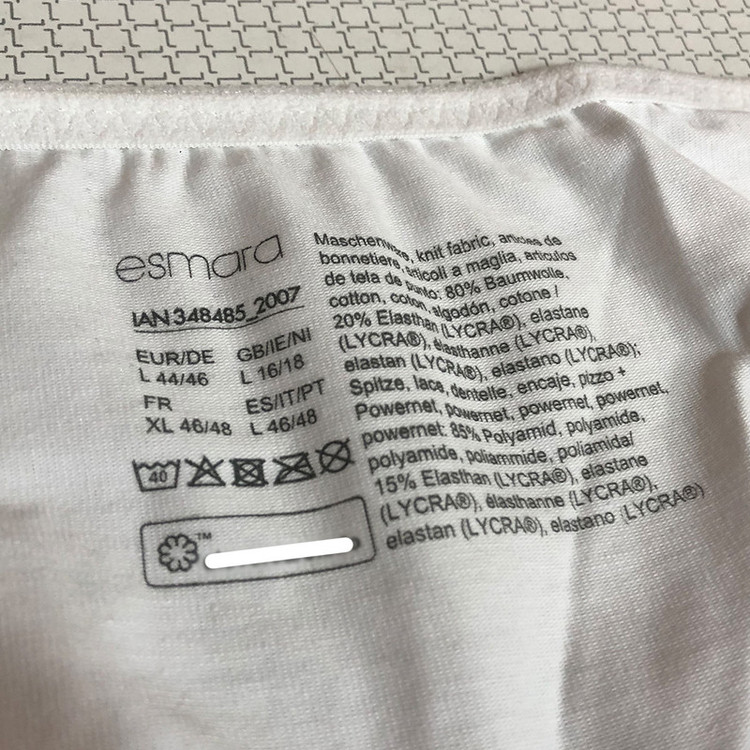 esmara
IAN 348485_2007
EUR/DE GB/IE/NI
L 44/46 L 16/18
FR ES/IT/PT
XL 46/48 L 46/48
40
™
Maschenware, knit fabric, articles de
bonnetiere, articoli a maglia, artículos
de tela de punto: 80% Baumwolle,
cotton, coton, algodón, cotone /
20% Elasthan (LYCRA®), elastane
(LYCRA®), élasthanne (LYCRA®),
elastan (LYCRA®), elastano (LYCRA®);
Spitze, lace, dentelle, encaje, pizzo +
Powernet, powernet, powernet, powernet,
powernet: 85% Polyamid, polyamide,
polyamide, poliammide, poliamida/
15% Elasthan (LYCRA®), elastane
(LYCRA®), élasthanne (LYCRA®),
elastan (LYCRA®), elastano (LYCRA®)